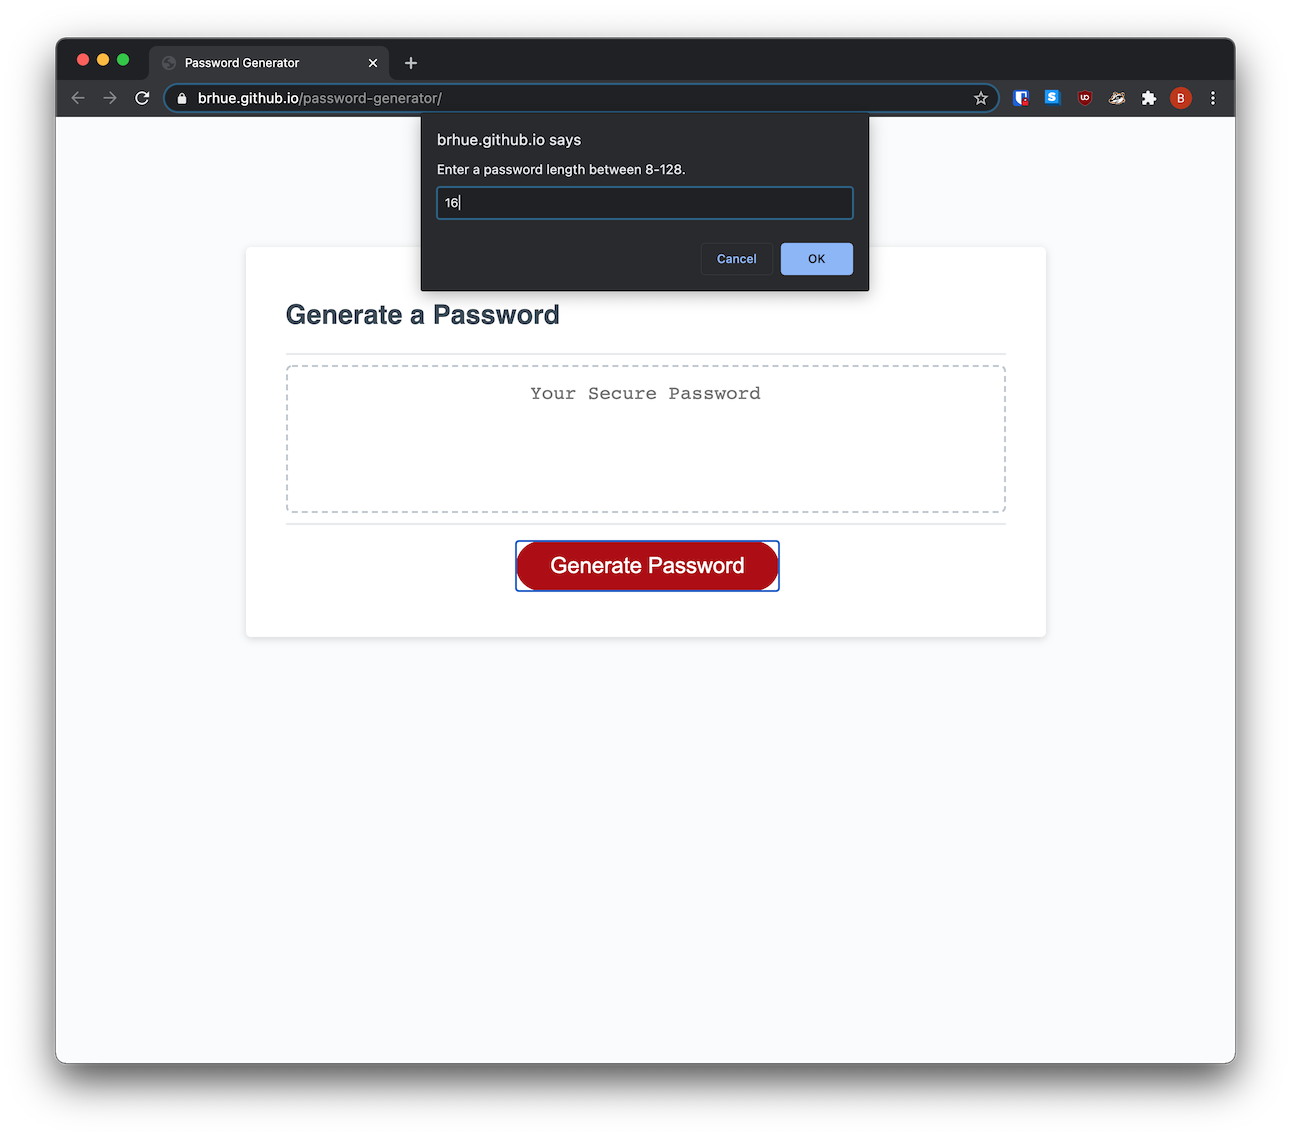 Password Generator
brhue.github.io/password-generator/
S
UD
B
brhue.github.io says
Enter a password length between 8-128.
16
Cancel
OK
Generate a Password
Your Secure Password
Generate Password